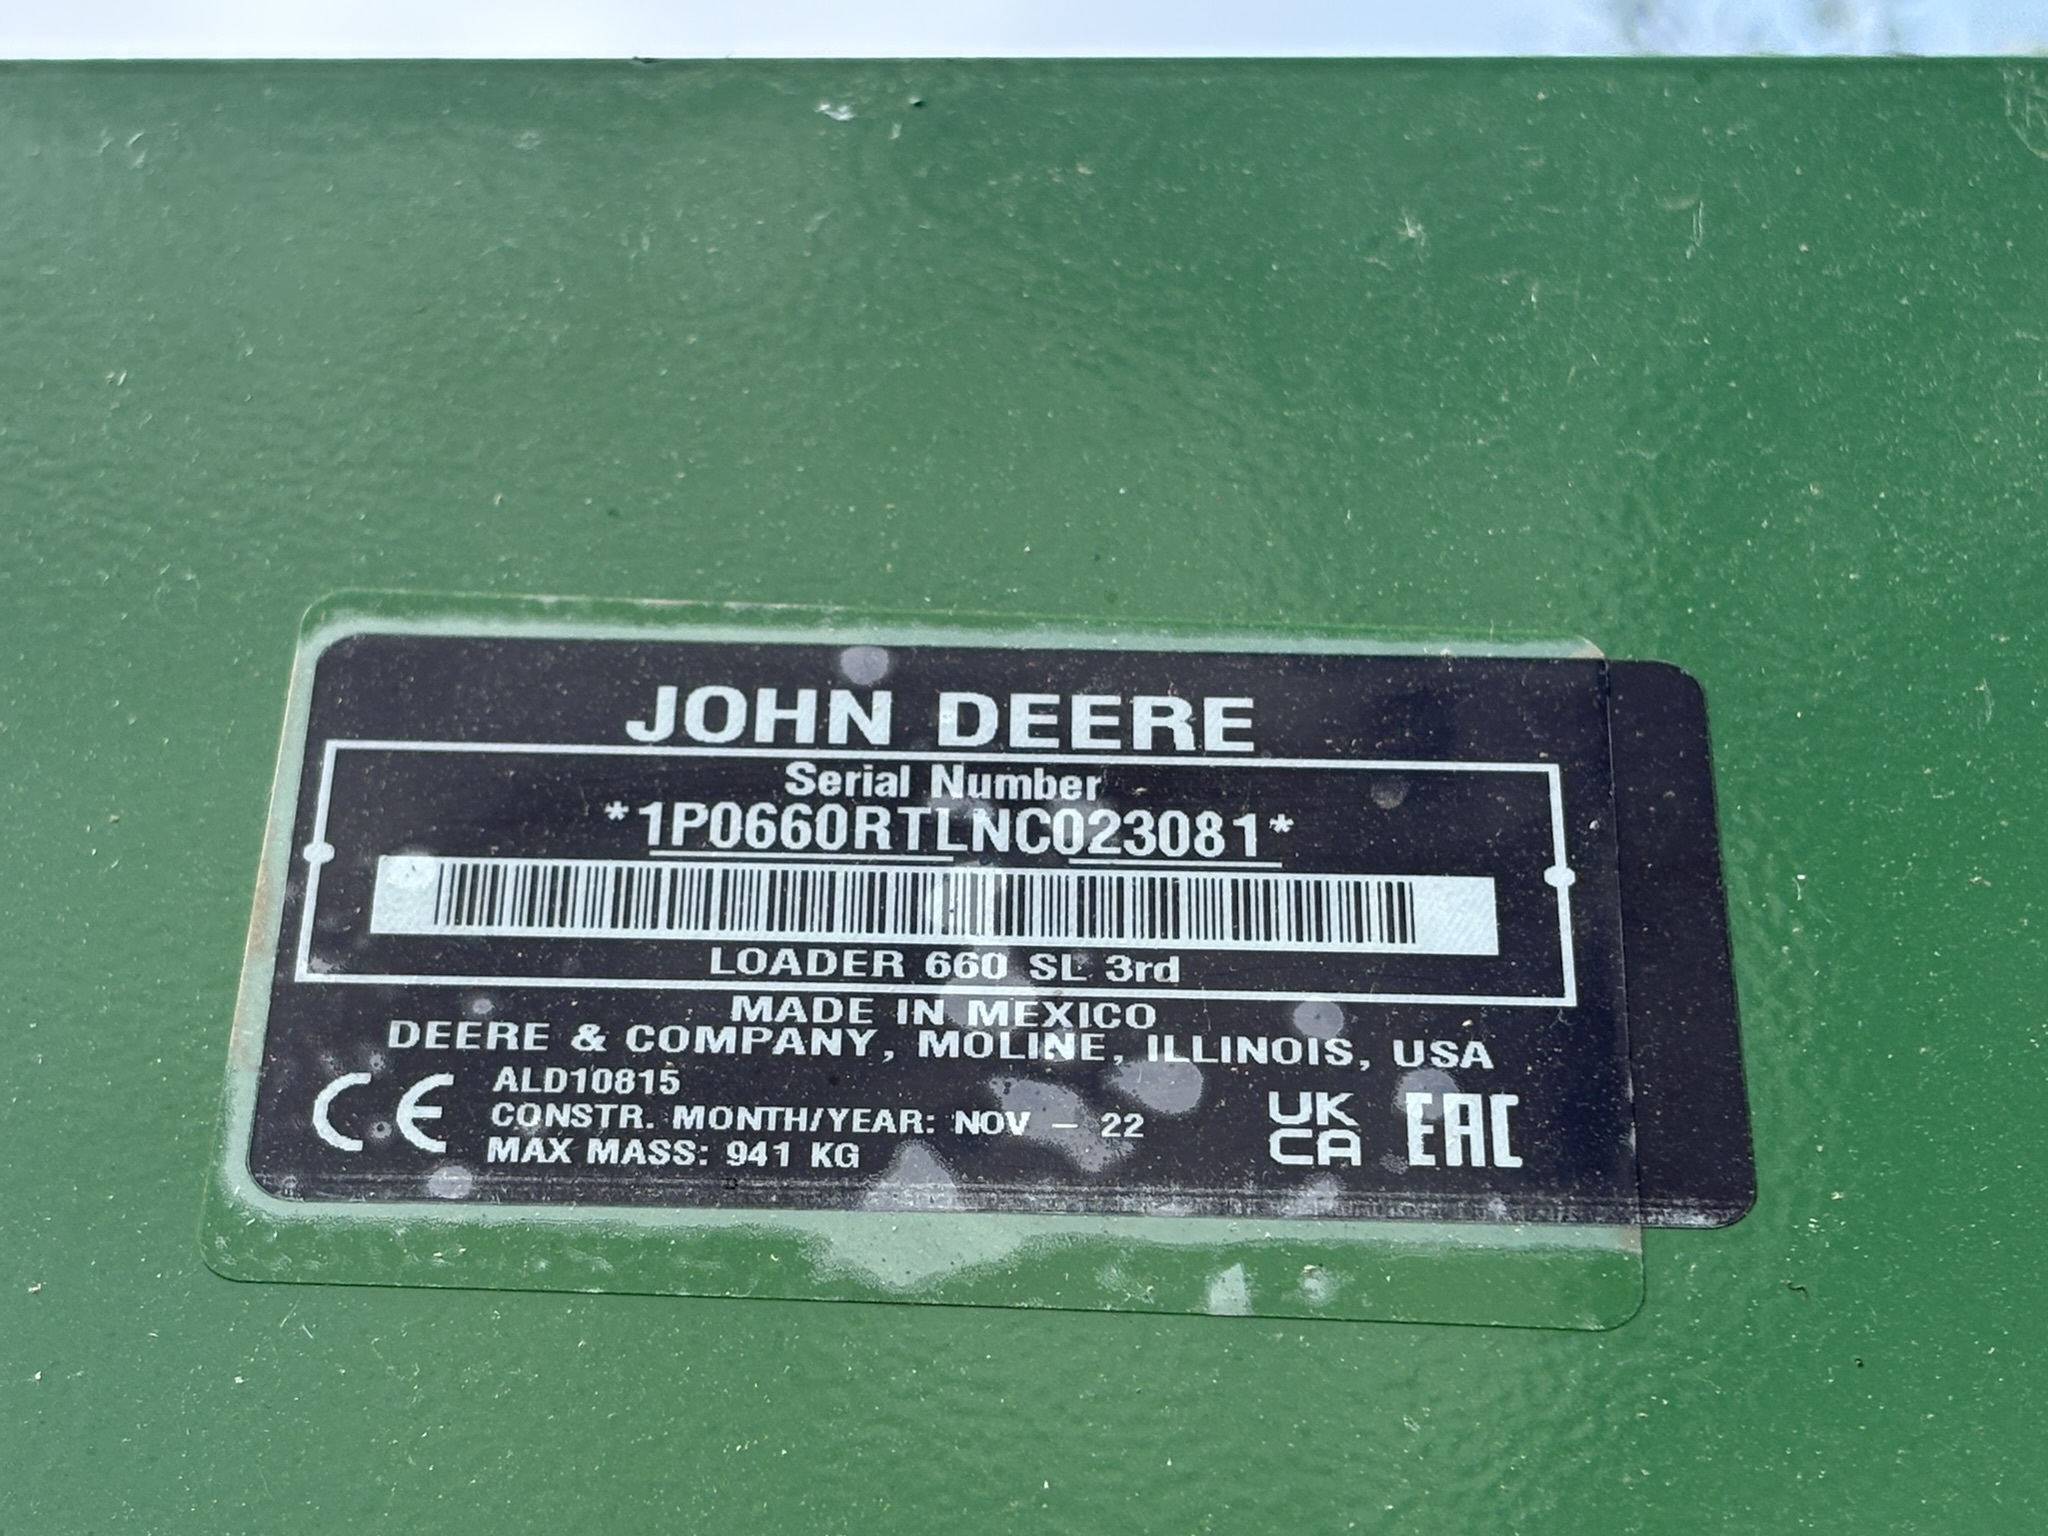 JOHN DEERE
Serial Number
*1P0660RTLNC023081*
LOADER 660 SL 3rd
MADE IN MEXICO
DEERE & COMPANY, MOLINE, ILLINOIS, USA
CE
ALD10815
CONSTR. MONTH/YEAR: NOV - 22
MAX MASS: 941 KG
UK
CA
EAC